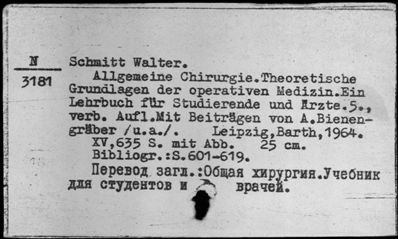 N
3181
Schmitt Walter.
Allgemeine Chirurgie.Theoretische
Grundlagen der operativen Medizin.Ein
Lehrbuch für Studierende und Ärzte.5.,
verb. Aufl.Mit Beiträgen von A.Bienen-
gräber /u.a./. Leipzig,Barth,1964.
XV,635 S. mit Abb. 25 cm.
Bibliogr.:S.601-619.
Перевод загл.:Общая хирургия.Учебник
для студентов и врачей.